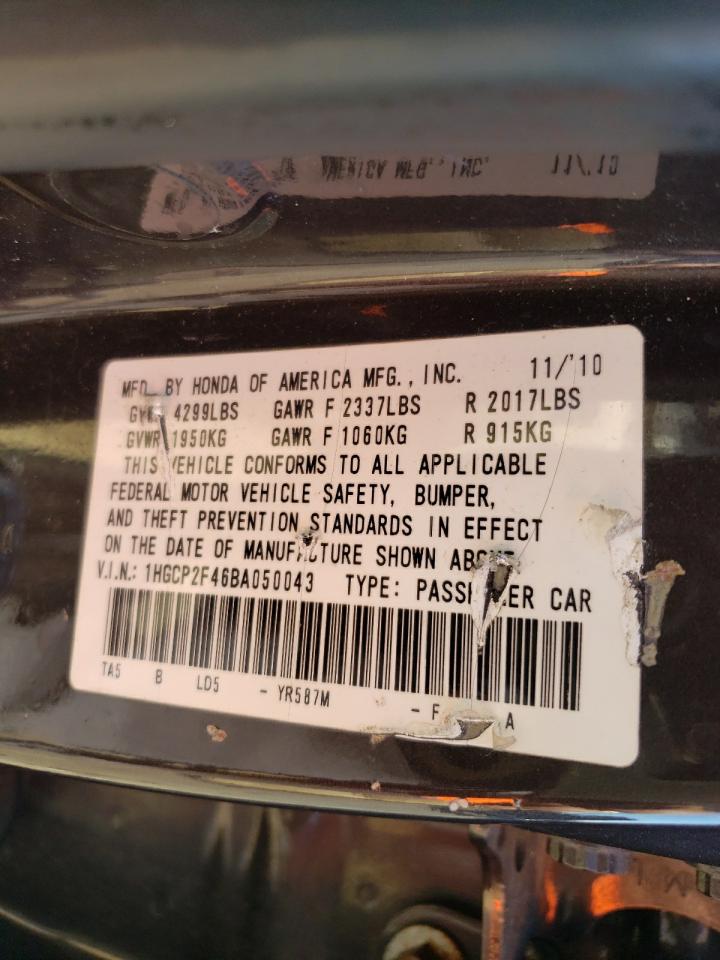 MFD. BY HONDA OF AMERICA MFG., INC. 11/'10
GVWR 4299LBS GAWR F 2337LBS R 2017LBS
GVWR 1950KG GAWR F 1060KG R 915KG
THIS VEHICLE CONFORMS TO ALL APPLICABLE
FEDERAL MOTOR VEHICLE SAFETY, BUMPER,
AND THEFT PREVENTION STANDARDS IN EFFECT
ON THE DATE OF MANUFACTURE SHOWN ABOVE
V.I.N.: 1HGCP2F46BA050043 TYPE: PASSENGER CAR
TA5 B LD5 - YR587M - F A